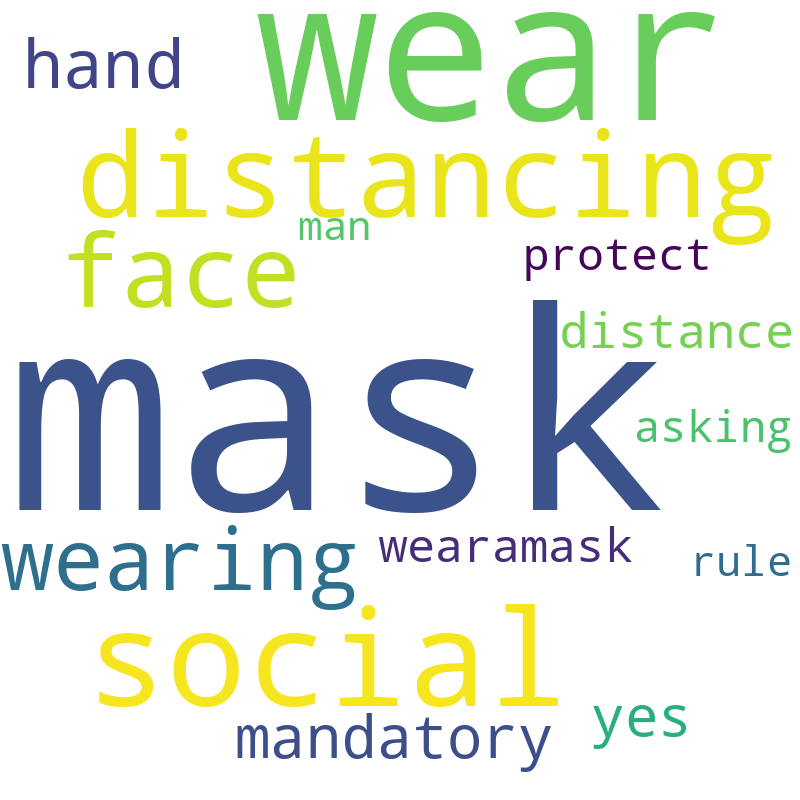 wear
hand
distancing
man
face
protect
distance
mask
asking
wearing
wearamask
rule
social
mandatory
yes